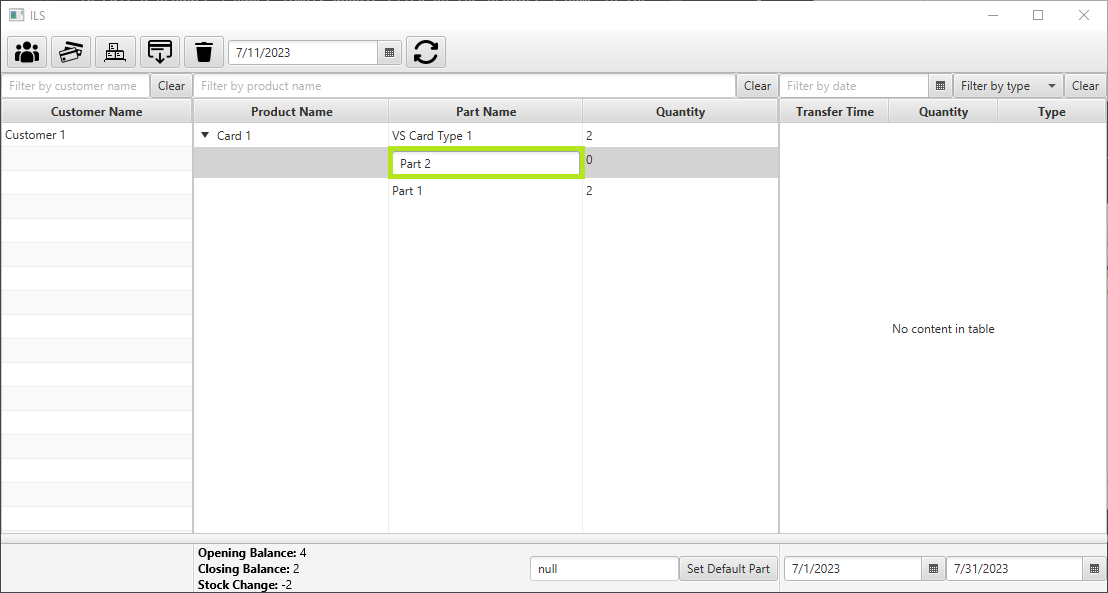 ILS
7/11/2023
Filter by customer name Clear Filter by product name Clear Filter by date Filter by type Clear
Customer Name Product Name Part Name Quantity Transfer Time Quantity Type
Customer 1 Card 1 VS Card Type 1 2
Part 2 0
Part 1 2
No content in table
Opening Balance: 4
Closing Balance: 2
Stock Change: -2
null Set Default Part 7/1/2023 7/31/2023